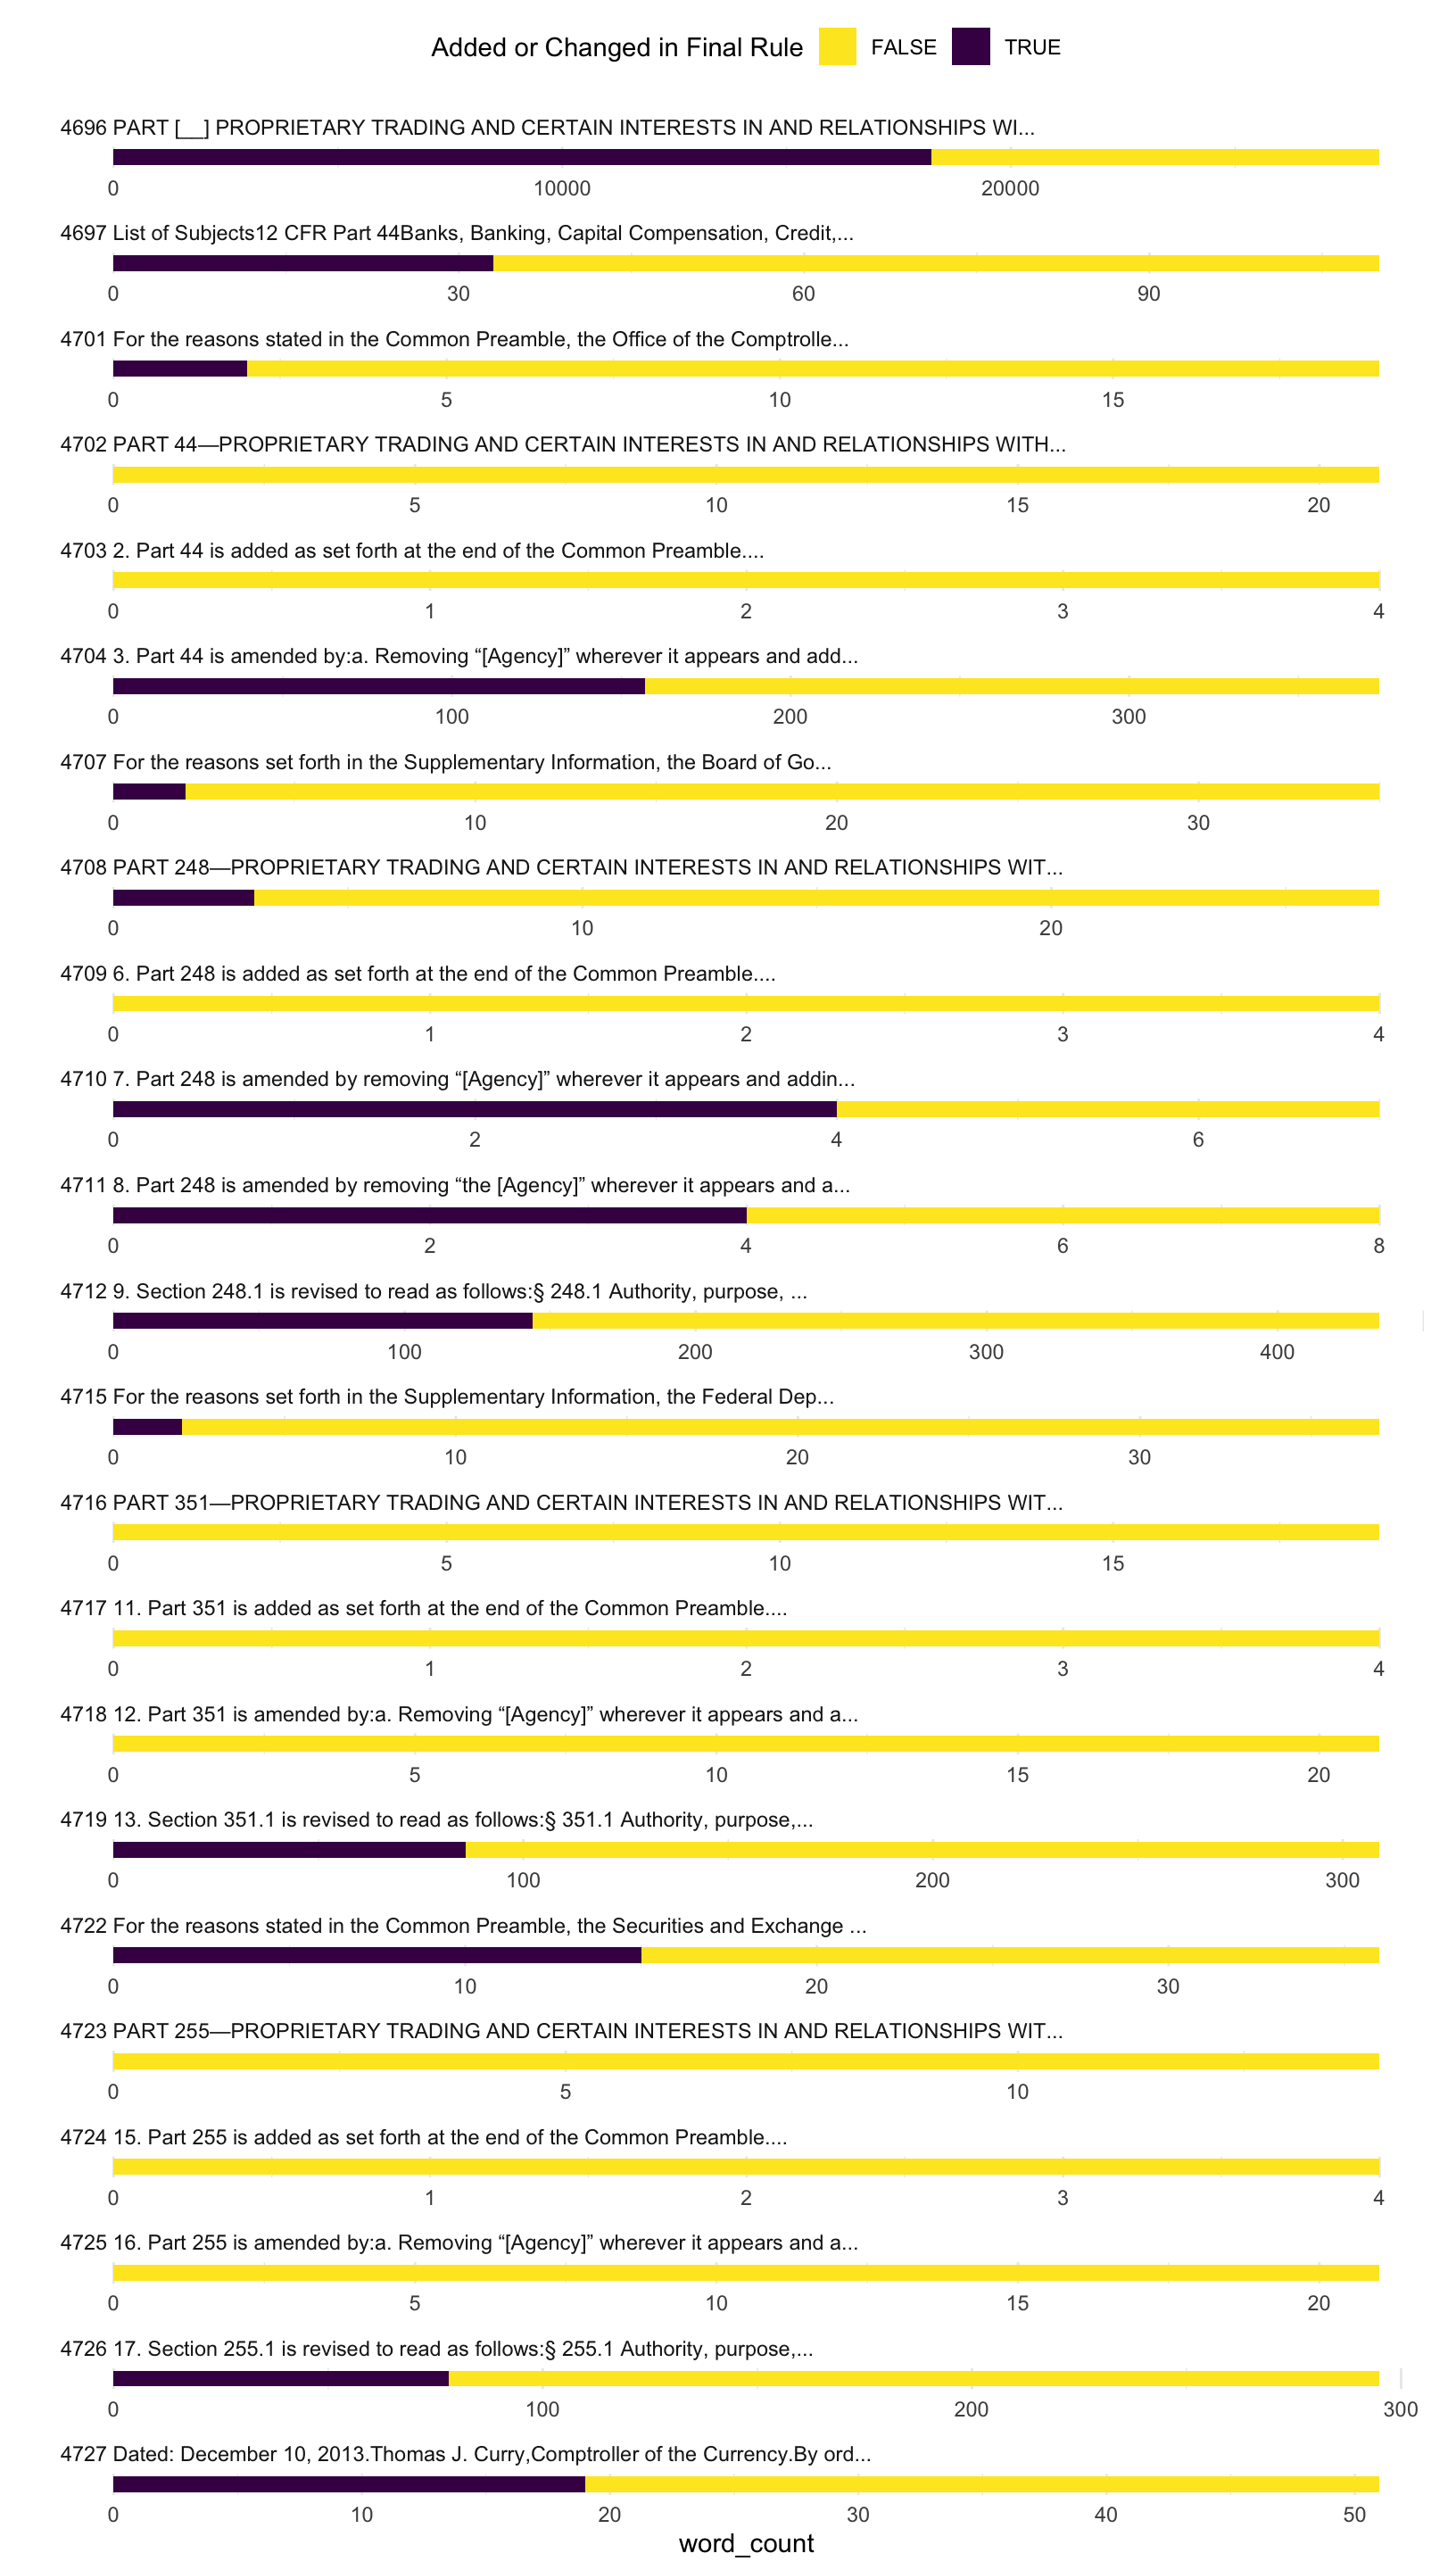 Added or Changed in Final Rule FALSE TRUE
4696 PART [__] PROPRIETARY TRADING AND CERTAIN INTERESTS IN AND RELATIONSHIPS WI...
0 10000 20000
4697 List of Subjects12 CFR Part 44Banks, Banking, Capital Compensation, Credit,...
0 30 60 90
4701 For the reasons stated in the Common Preamble, the Office of the Comptrolle...
0 5 10 15
4702 PART 44—PROPRIETARY TRADING AND CERTAIN INTERESTS IN AND RELATIONSHIPS WITH...
0 5 10 15 20
4703 2. Part 44 is added as set forth at the end of the Common Preamble....
0 1 2 3 4
4704 3. Part 44 is amended by:a. Removing “[Agency]” wherever it appears and add...
0 100 200 300
4707 For the reasons set forth in the Supplementary Information, the Board of Go...
0 10 20 30
4708 PART 248—PROPRIETARY TRADING AND CERTAIN INTERESTS IN AND RELATIONSHIPS WIT...
0 10 20
4709 6. Part 248 is added as set forth at the end of the Common Preamble....
0 1 2 3 4
4710 7. Part 248 is amended by removing “[Agency]” wherever it appears and addin...
0 2 4 6
4711 8. Part 248 is amended by removing “the [Agency]” wherever it appears and a...
0 2 4 6 8
4712 9. Section 248.1 is revised to read as follows:§ 248.1 Authority, purpose, ...
0 100 200 300 400
4715 For the reasons set forth in the Supplementary Information, the Federal Dep...
0 10 20 30
4716 PART 351—PROPRIETARY TRADING AND CERTAIN INTERESTS IN AND RELATIONSHIPS WIT...
0 5 10 15
4717 11. Part 351 is added as set forth at the end of the Common Preamble....
0 1 2 3 4
4718 12. Part 351 is amended by:a. Removing “[Agency]” wherever it appears and a...
0 5 10 15 20
4719 13. Section 351.1 is revised to read as follows:§ 351.1 Authority, purpose,...
0 100 200 300
4722 For the reasons stated in the Common Preamble, the Securities and Exchange ...
0 10 20 30
4723 PART 255—PROPRIETARY TRADING AND CERTAIN INTERESTS IN AND RELATIONSHIPS WIT...
0 5 10
4724 15. Part 255 is added as set forth at the end of the Common Preamble....
0 1 2 3 4
4725 16. Part 255 is amended by:a. Removing “[Agency]” wherever it appears and a...
0 5 10 15 20
4726 17. Section 255.1 is revised to read as follows:§ 255.1 Authority, purpose,...
0 100 200 300
4727 Dated: December 10, 2013.Thomas J. Curry,Comptroller of the Currency.By ord...
0 10 20 30 40 50
word_count